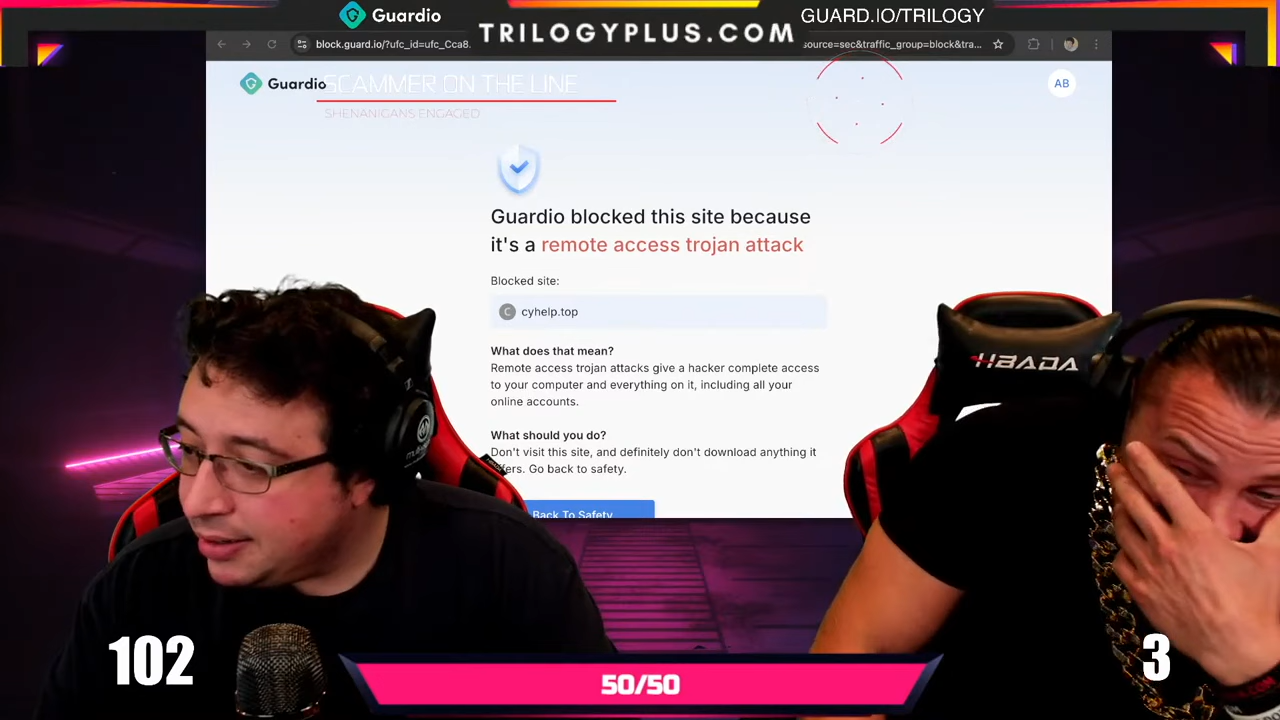 Guardio
TRILOGYPLUS.COM
GUARD.IO/TRILOGY
block.guard.io/?ufc_id=ufc_Cca8.
source=sec&traffic_group=block&tra...
Guardio
SCAMMER ON THE LINE
SHENANIGANS ENGAGED
AB
Guardio blocked this site because
it's a remote access trojan attack
Blocked site:
C cyhelp.top
What does that mean?
Remote access trojan attacks give a hacker complete access
to your computer and everything on it, including all your
online accounts.
What should you do?
Don't visit this site, and definitely don't download anything it
Go back to safety.
Back To Safety
HBADA
102
3
50/50